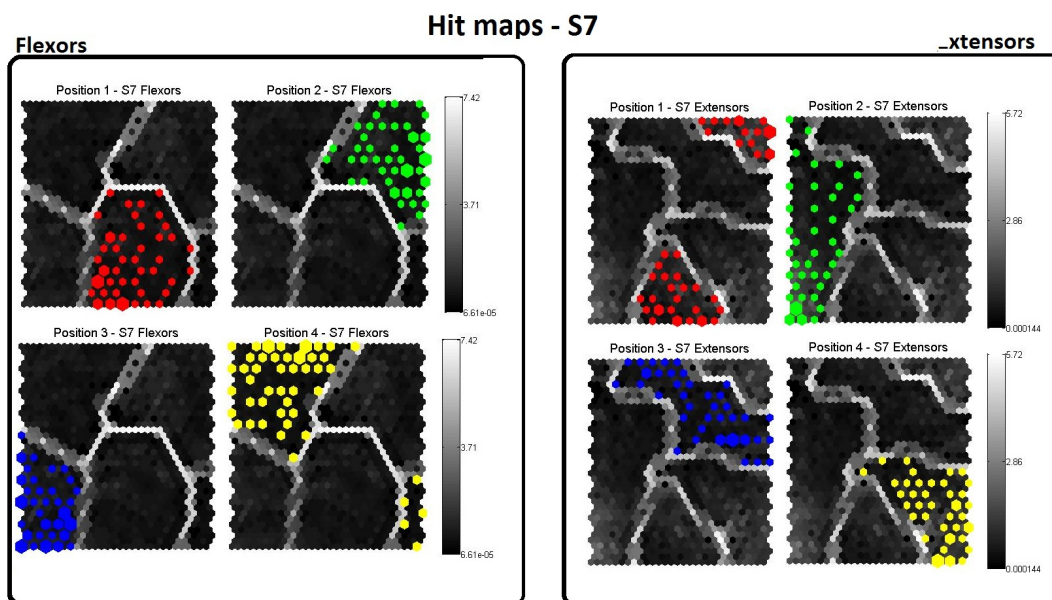 Hit maps - S7
Flexors
Position 1 - S7 Flexors
Position 2 - S7 Flexors
7.42
3.71
6.61e-05
Position 3 - S7 Flexors
Position 4 - S7 Flexors
7.42
3.71
6.61e-05
xtensors
Position 1 - S7 Extensors
Position 2 - S7 Extensors
5.72
2.86
0.000144
Position 3 - S7 Extensors
Position 4 - S7 Extensors
5.72
2.86
0.000144